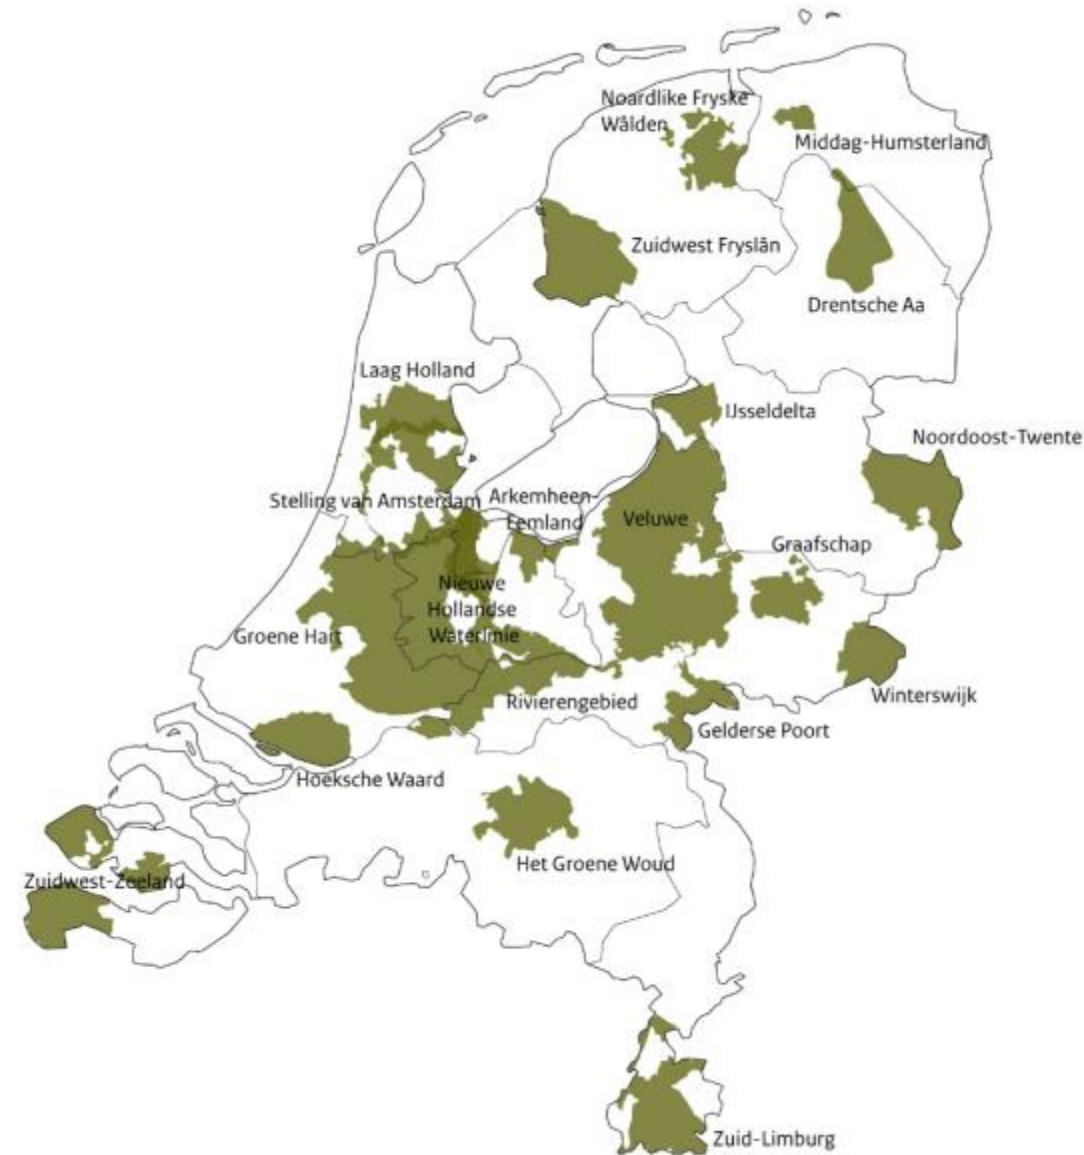 Noardlike Fryske
Wâlden
Middag-Humsterland
Zuidwest Fryslân
Drentsche Aa
Laag Holland
IJsseldelta
Noordoost-Twente
Stelling van Amsterdam
Arkemheen-
Eemland
Veluwe
Graafschap
Nieuwe
Hollandse
Waterlinie
Groene Hart
Rivierengebied
Winterswijk
Gelderse Poort
Hoeksche Waard
Het Groene Woud
Zuidwest-Zeeland
Zuid-Limburg